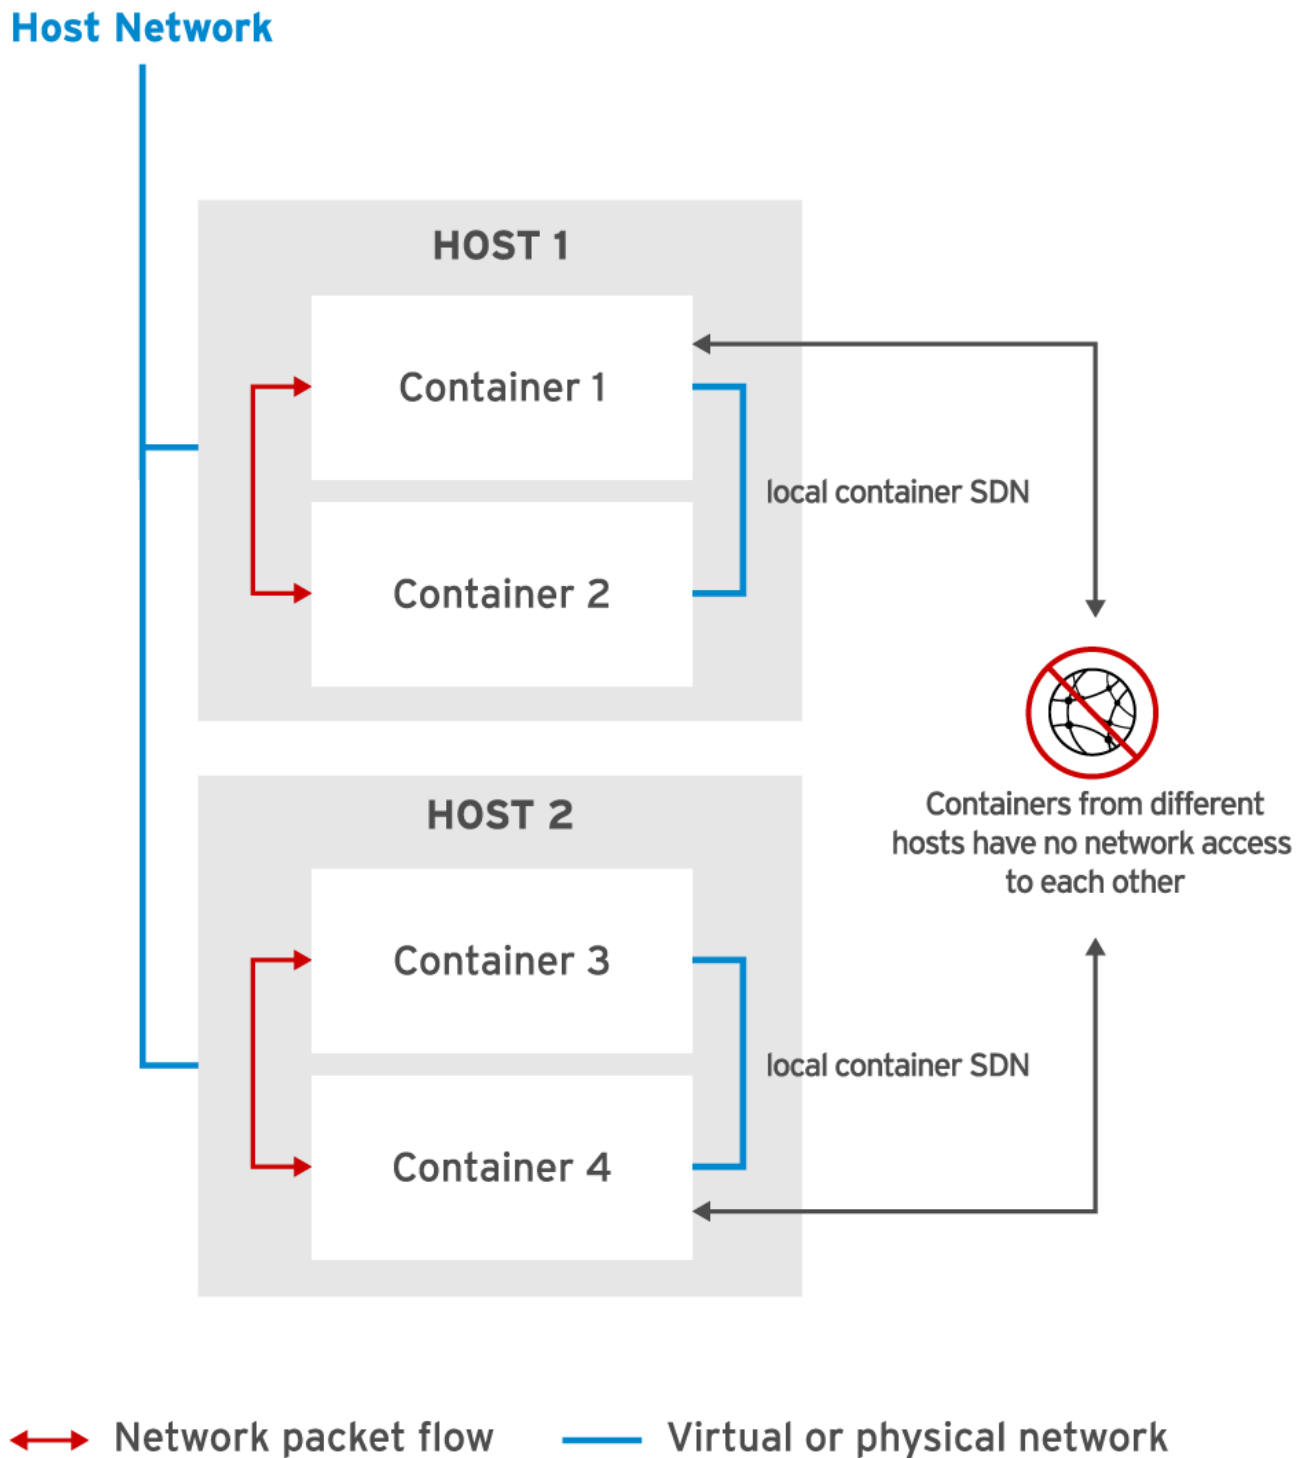 Host Network
HOST 1
Container 1
local container SDN
Container 2
Containers from different
hosts have no network access
to each other
HOST 2
Container 3
local container SDN
Container 4
Network packet flow
Virtual or physical network